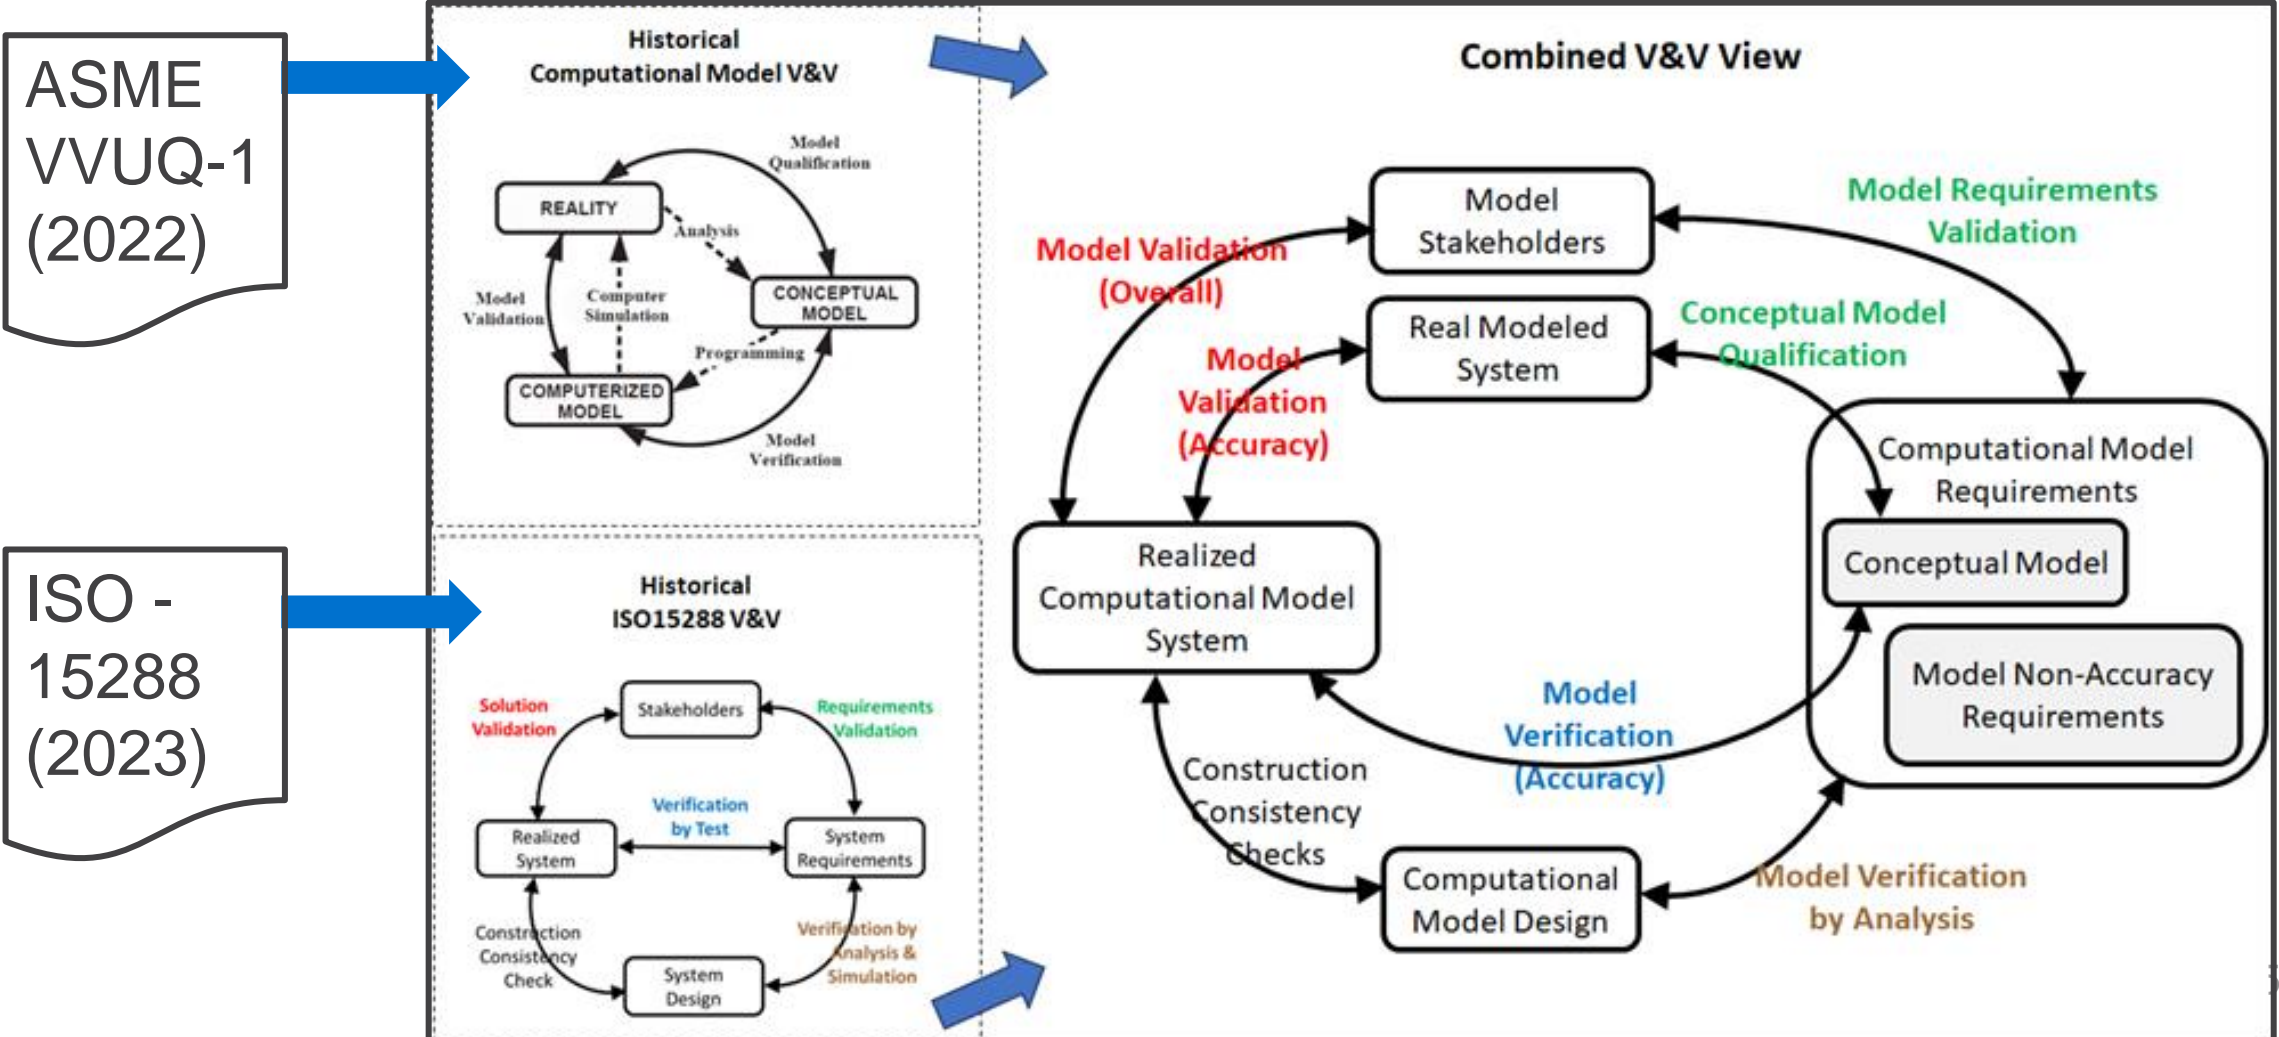 ASME
VVUQ-1
(2022)
ISO -
15288
(2023)
Historical
Computational Model V&V
Model
Qualification
REALITY
Analysis
CONCEPTUAL
MODEL
Model
Validation
Computer
Simulation
Programming
COMPUTERIZED
MODEL
Model
Verification
Historical
ISO15288 V&V
Solution
Validation
Stakeholders
Requirements
Validation
Verification
by Test
Realized
System
System
Requirements
Construction
Consistency
Check
Verification by
Analysis &
Simulation
System
Design
Combined V&V View
Model
Stakeholders
Model Requirements
Validation
Model Validation
(Overall)
Real Modeled
System
Conceptual Model
Qualification
Model
Validation
(Accuracy)
Computational Model
Requirements
Realized
Computational Model
System
Conceptual Model
Model Non-Accuracy
Requirements
Model
Verification
(Accuracy)
Construction
Consistency
Checks
Computational
Model Design
Model Verification
by Analysis